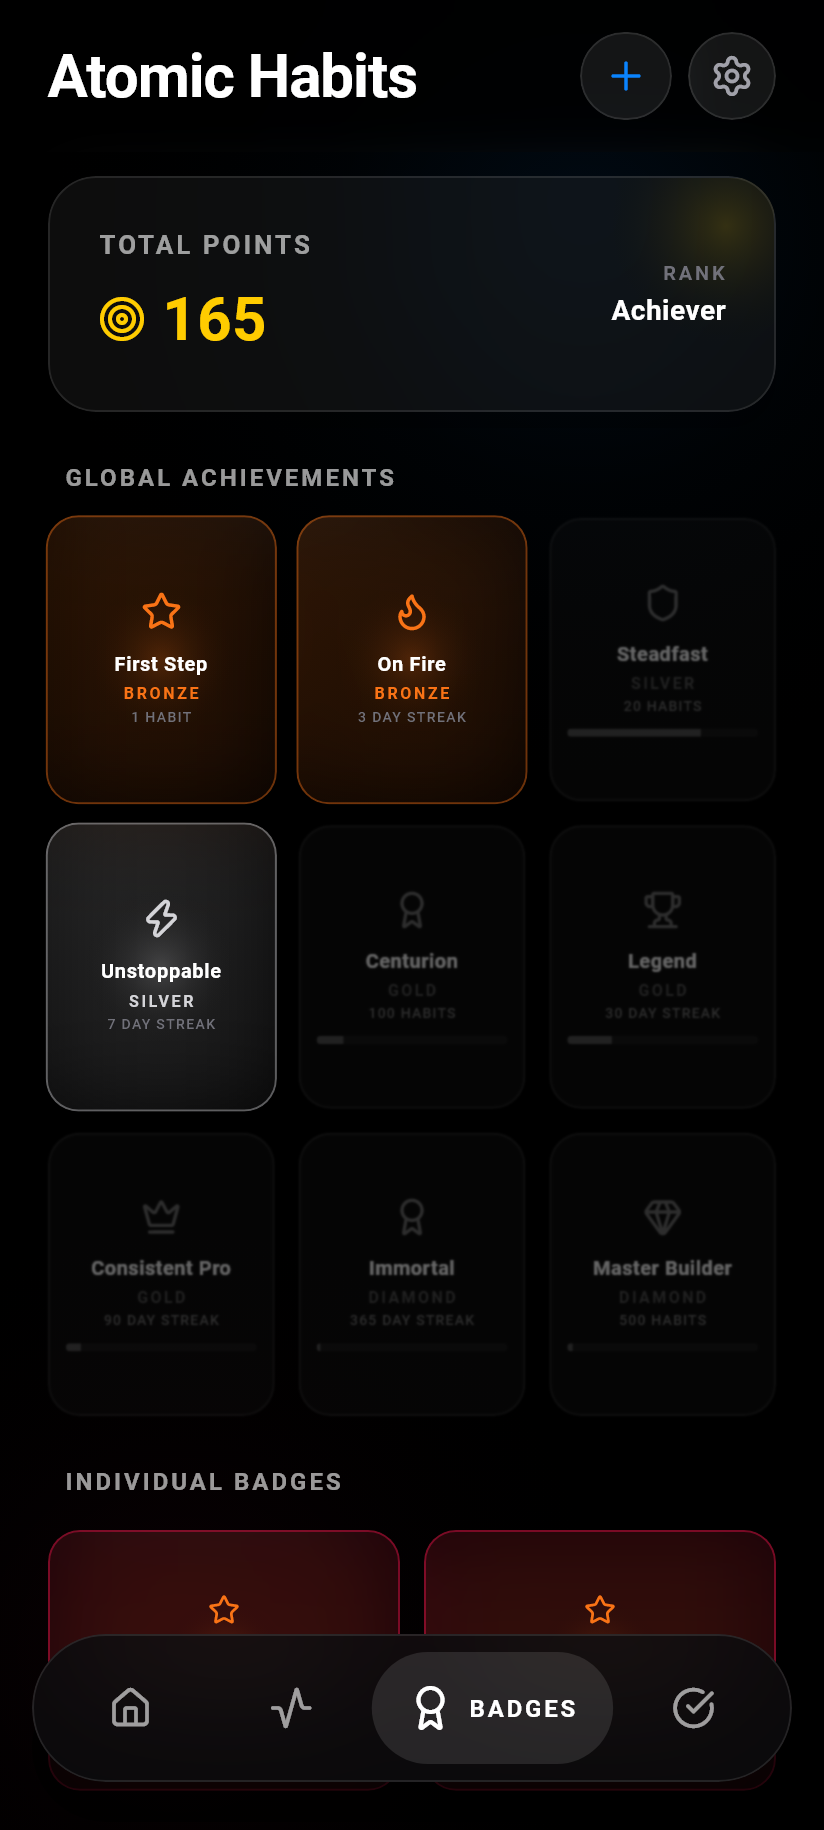 Atomic Habits
TOTAL POINTS
165
RANK
Achiever
GLOBAL ACHIEVEMENTS
First Step
BRONZE
1 HABIT
On Fire
BRONZE
3 DAY STREAK
Steadfast
SILVER
20 HABITS
Unstoppable
SILVER
7 DAY STREAK
Centurion
GOLD
100 HABITS
Legend
GOLD
30 DAY STREAK
Consistent Pro
GOLD
90 DAY STREAK
Immortal
DIAMOND
365 DAY STREAK
Master Builder
DIAMOND
500 HABITS
INDIVIDUAL BADGES
BADGES